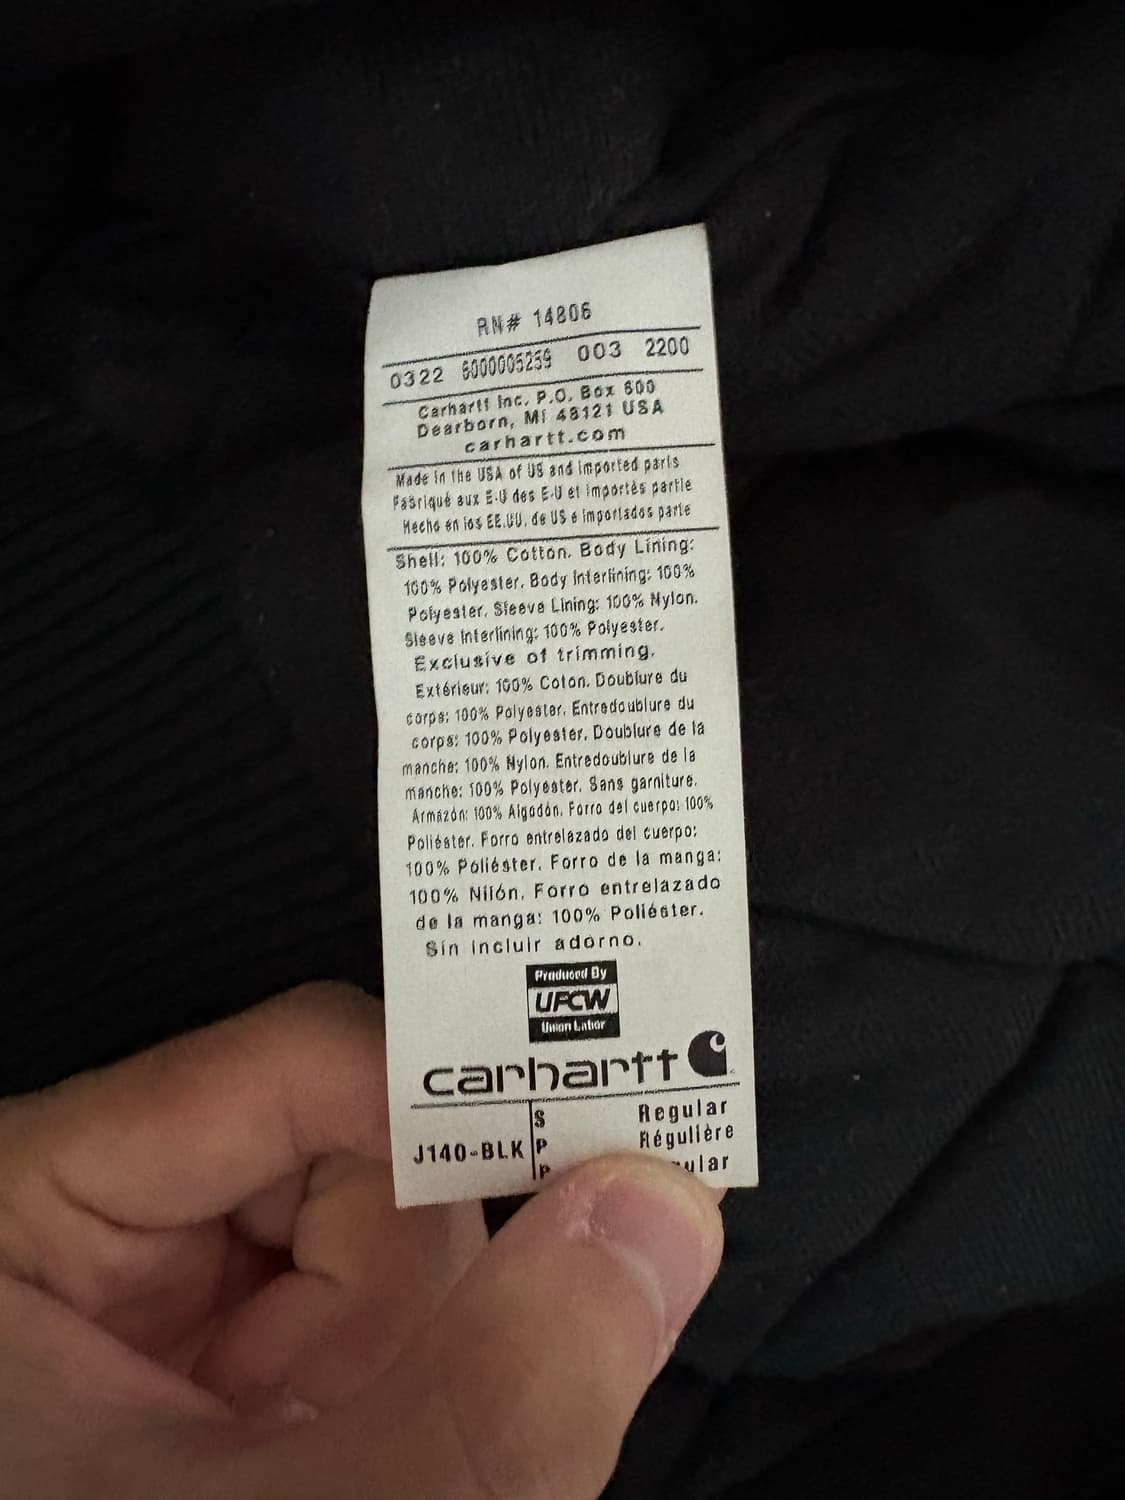 RN# 14806
0322 6000005259 003 2200
Carhartt Inc. P.O. Box 600
Dearborn, MI 48121 USA
carhartt.com
Made in the USA of US and imported parts
Fabriqué aux E-U des E-U et importés partie
Hecho en los EE.UU. de US e importados parte
Shell: 100% Cotton. Body Lining:
100% Polyester. Body Interlining: 100%
Polyester. Sleeve Lining: 100% Nylon.
Sleeve Interlining: 100% Polyester.
Exclusive of trimming.
Extérieur: 100% Coton. Doublure du
corps: 100% Polyester. Entredoublure du
corps: 100% Polyester. Doublure de la
manche: 100% Nylon. Entredoublure de la
manche: 100% Polyester. Sans garniture.
Armazón: 100% Algodón. Forro del cuerpo: 100%
Poliéster. Forro entrelazado del cuerpo:
100% Poliéster. Forro de la manga:
100% Nilón. Forro entrelazado
de la manga: 100% Poliéster.
Sin incluir adorno.
Produced By
UFCW
Union Labor
carhartt
J140-BLK
S Regular
P Régulière
P ular